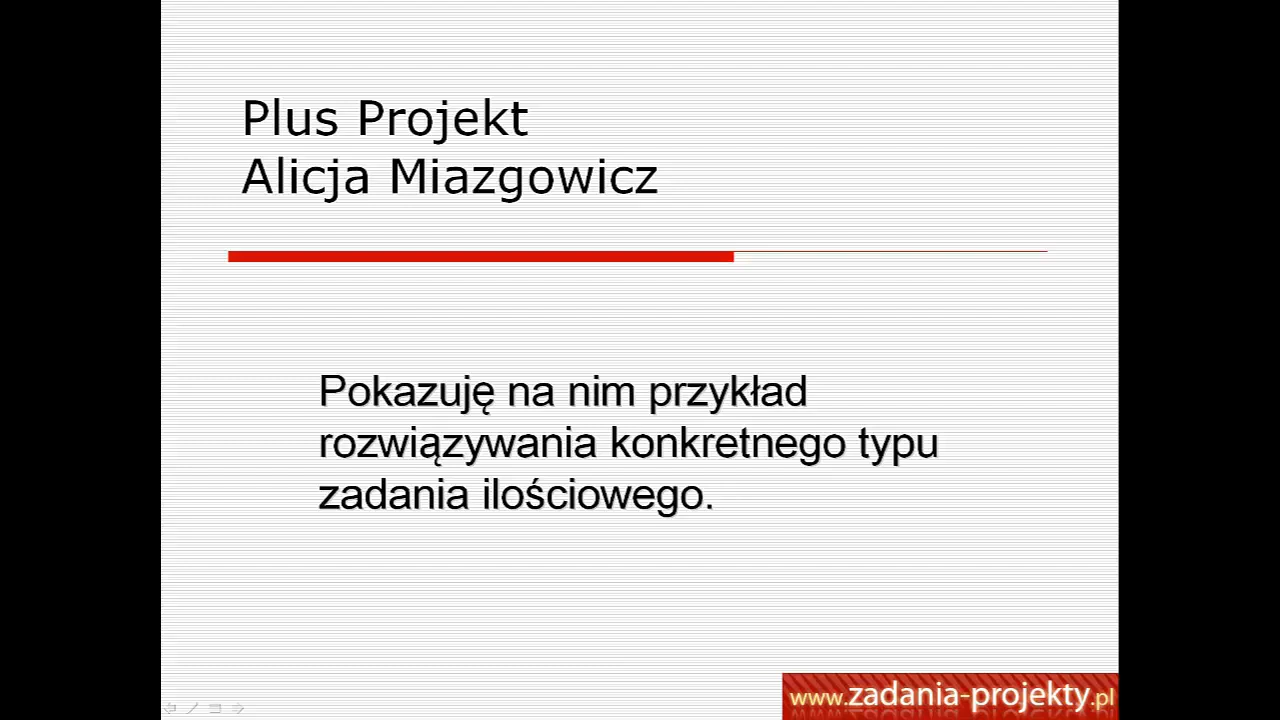 Plus Projekt
Alicja Miazgowicz
Pokazuję na nim przykład
rozwiązywania konkretnego typu
zadania ilościowego.
www.zadania-projekty.pl